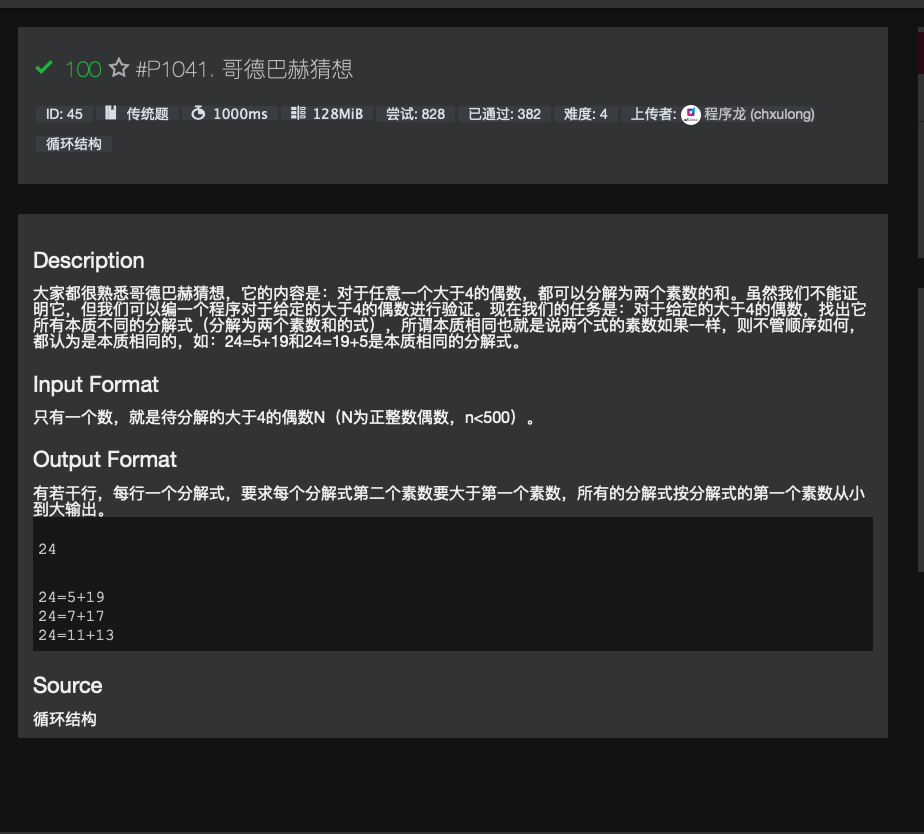 100 #P1041. 哥德巴赫猜想
ID: 45 传统题 1000ms 128MiB 尝试: 828 已通过: 382 难度: 4 上传者: 程序龙 (chxulong)
循环结构
Description
大家都很熟悉哥德巴赫猜想，它的内容是：对于任意一个大于4的偶数，都可以分解为两个素数的和。虽然我们不能证
明它，但我们可以编一个程序对于给定的大于4的偶数进行验证。现在我们的任务是：对于给定的大于4的偶数，找出它
所有本质不同的分解式（分解为两个素数和的式），所谓本质相同也就是说两个式的素数如果一样，则不管顺序如何，
都认为是本质相同的，如：24=5+19和24=19+5是本质相同的分解式。
Input Format
只有一个数，就是待分解的大于4的偶数N（N为正整数偶数，n<500）。
Output Format
有若干行，每行一个分解式，要求每个分解式第二个素数要大于第一个素数，所有的分解式按分解式的第一个素数从小
到大输出。
24
24=5+19
24=7+17
24=11+13
Source
循环结构